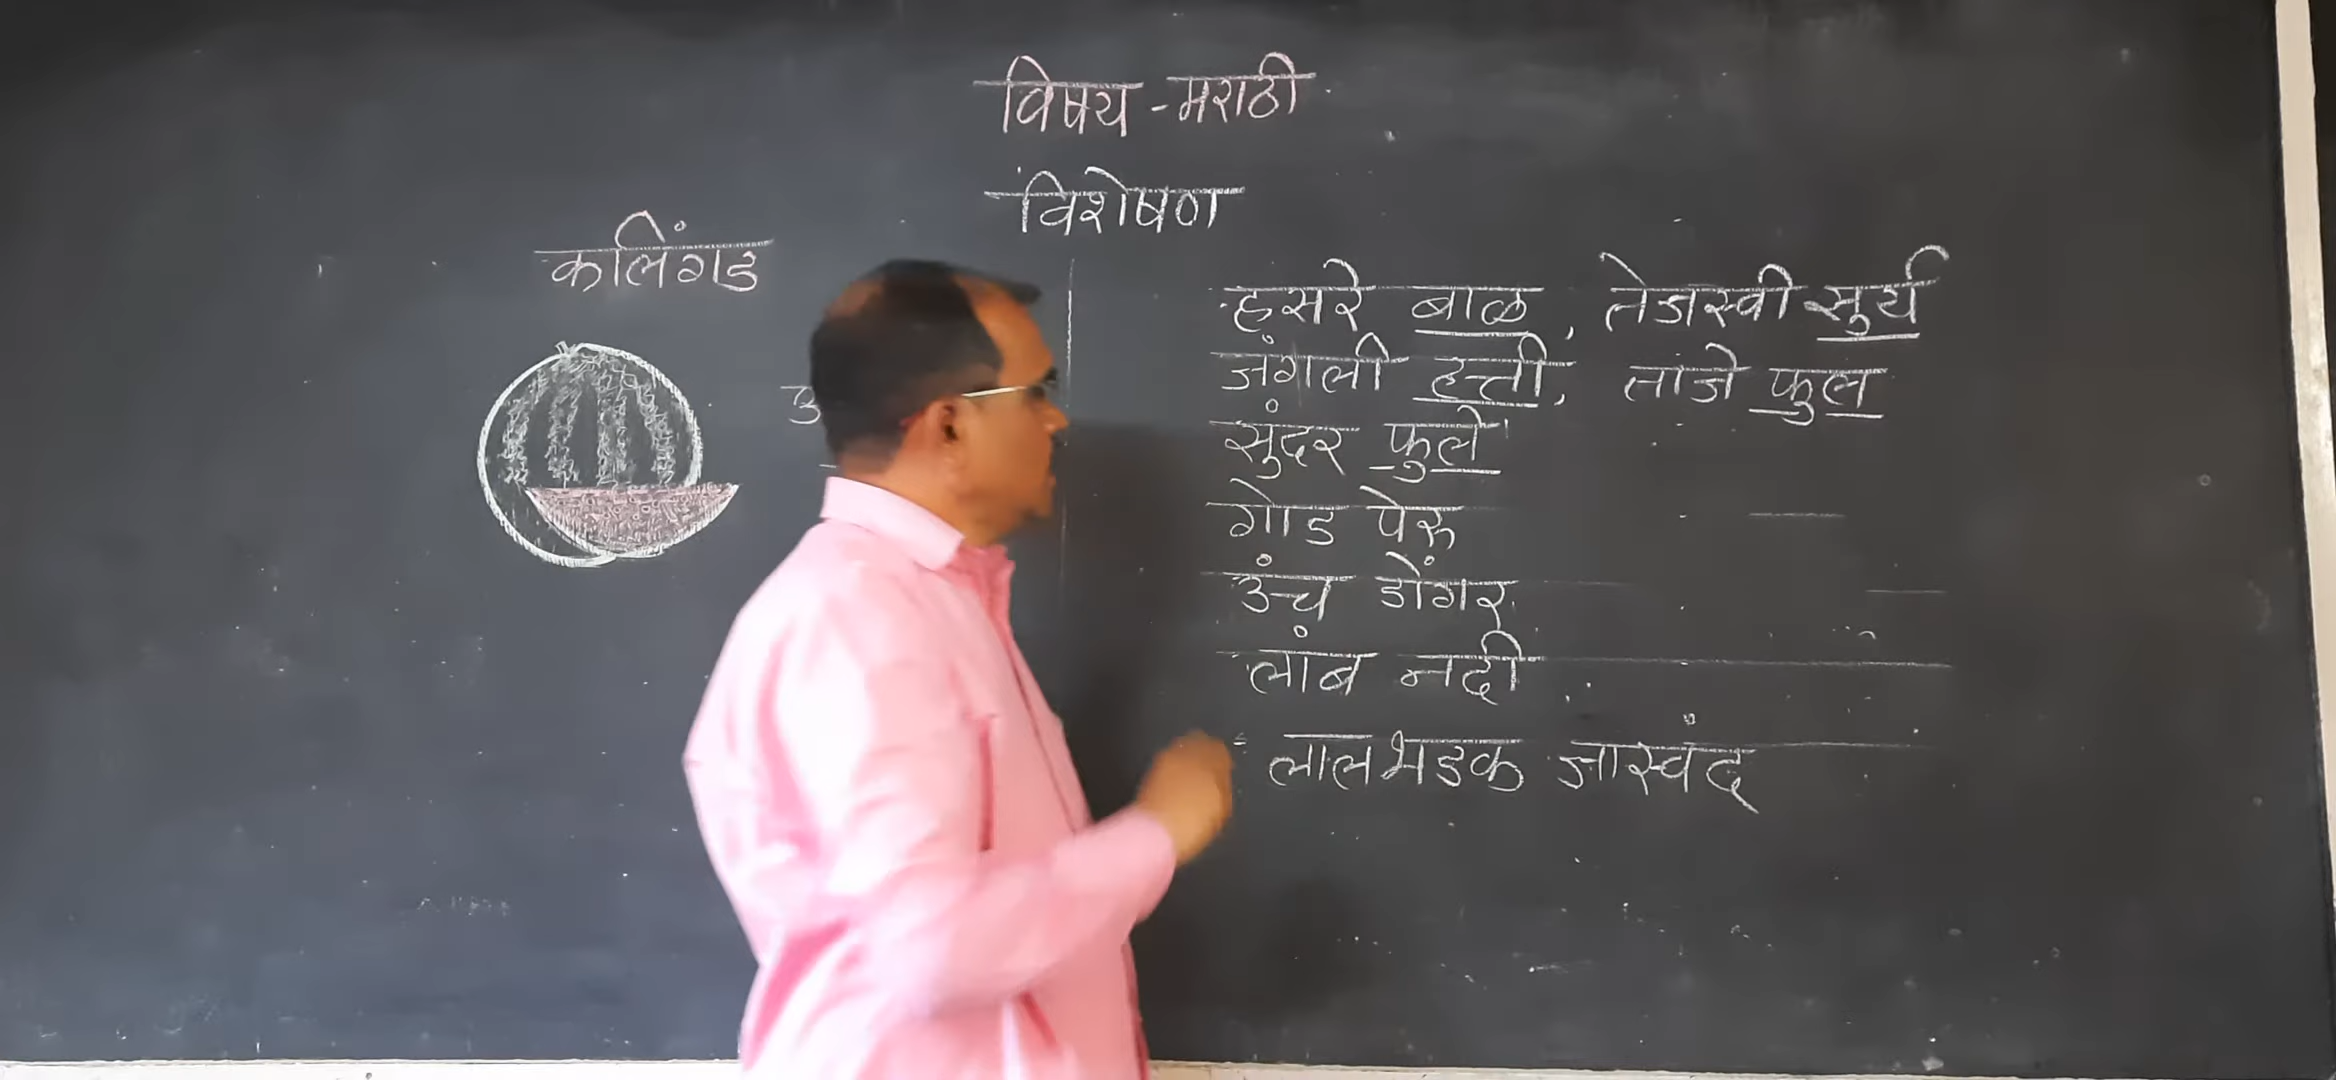 विषय - मराठी
विशेषण
कलिंगड
हसरे बाळ, तेजस्वी सुर्य
जंगली हत्ती, ताजे फुल
सुंदर फुले
गोड पेरू
उंच डोंगर
लांब नदी
लालभडक जास्वंद